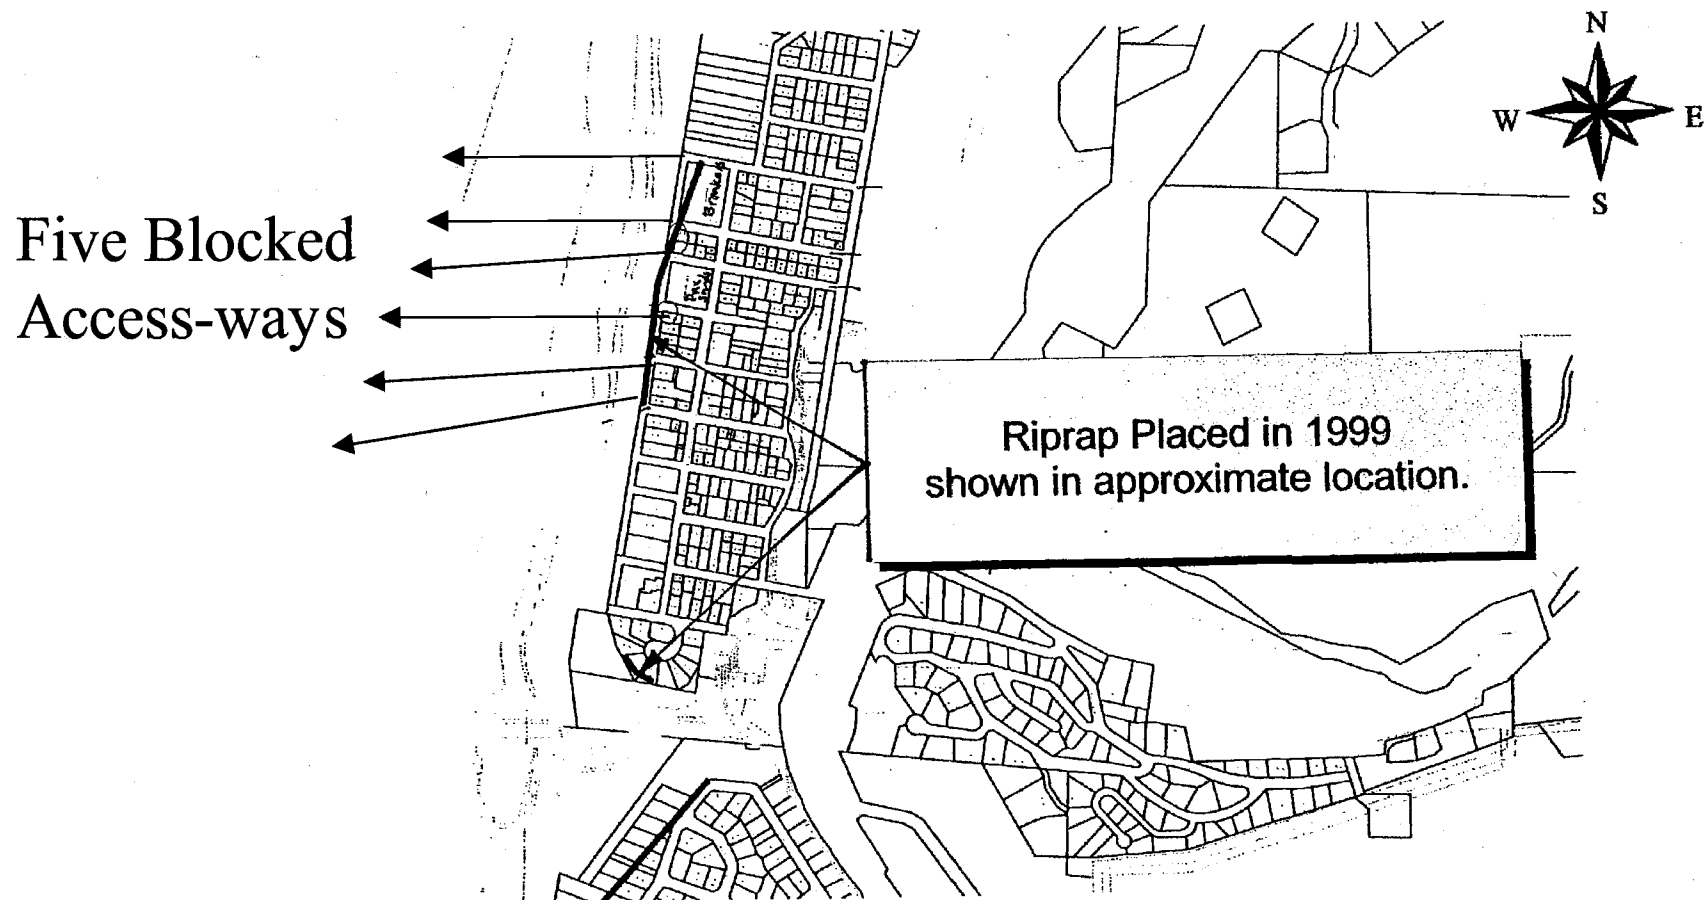 N
W E
S
Five Blocked
Access-ways
Riprap Placed in 1999
shown in approximate location.